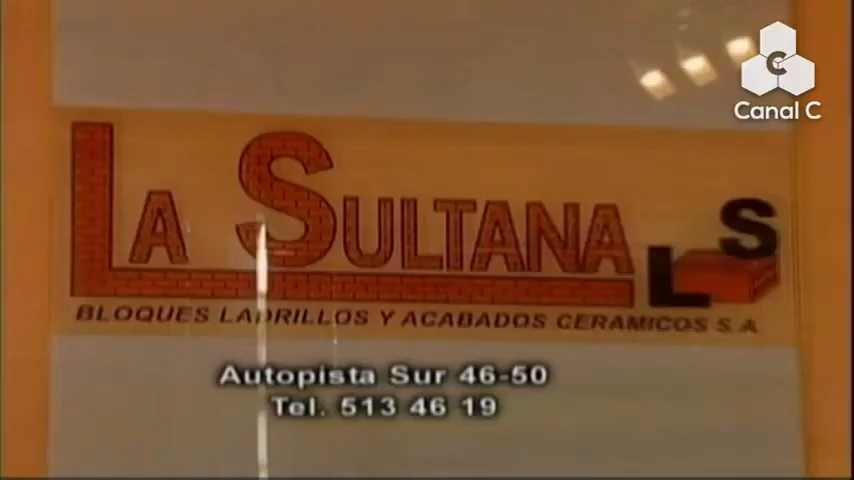 Canal C
LA SULTANA
LS
BLOQUES LADRILLOS Y ACABADOS CERAMICOS S.A
Autopista Sur 46-50
Tel. 513 46 19